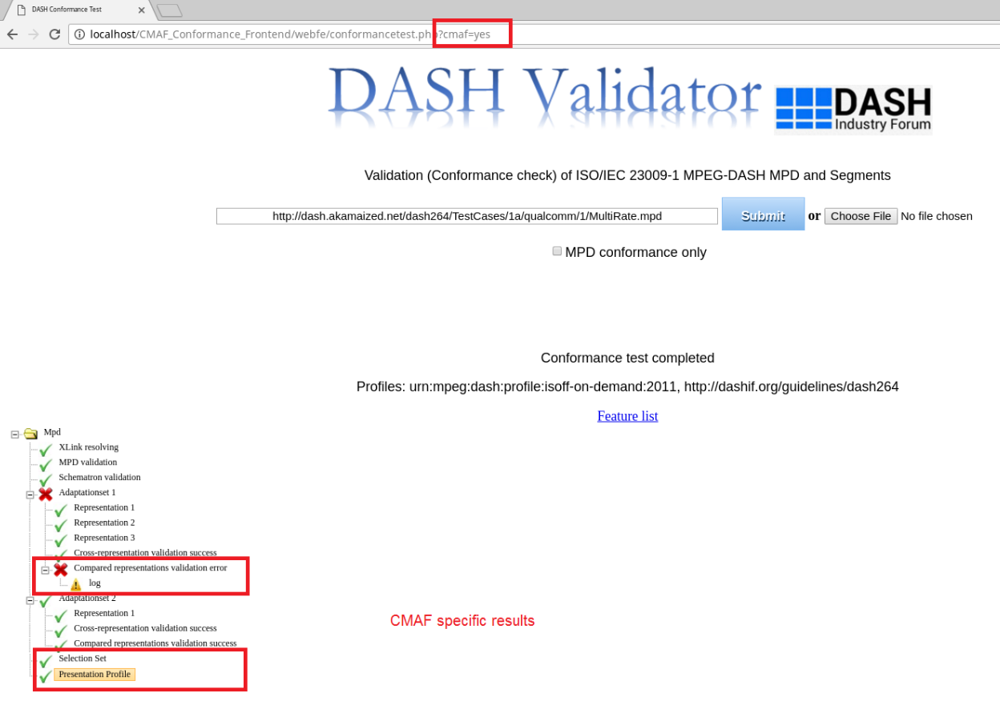 DASH Conformance Test
localhost/CMAF_Conformance_Frontend/webfe/conformancetest.php?cmaf=yes
DASH Validator
DASH
Industry Forum
Validation (Conformance check) of ISO/IEC 23009-1 MPEG-DASH MPD and Segments
http://dash.akamaized.net/dash264/TestCases/1a/qualcomm/1/MultiRate.mpd Submit or Choose File No file chosen
MPD conformance only
Conformance test completed
Profiles: urn:mpeg:dash:profile:isoff-on-demand:2011, http://dashif.org/guidelines/dash264
Feature list
Mpd
XLink resolving
MPD validation
Schematron validation
Adaptationset 1
Representation 1
Representation 2
Representation 3
Cross-representation validation success
Compared representations validation error
log
Adaptationset 2
Representation 1
Cross-representation validation success
Compared representations validation success
Selection Set
Presentation Profile
CMAF specific results